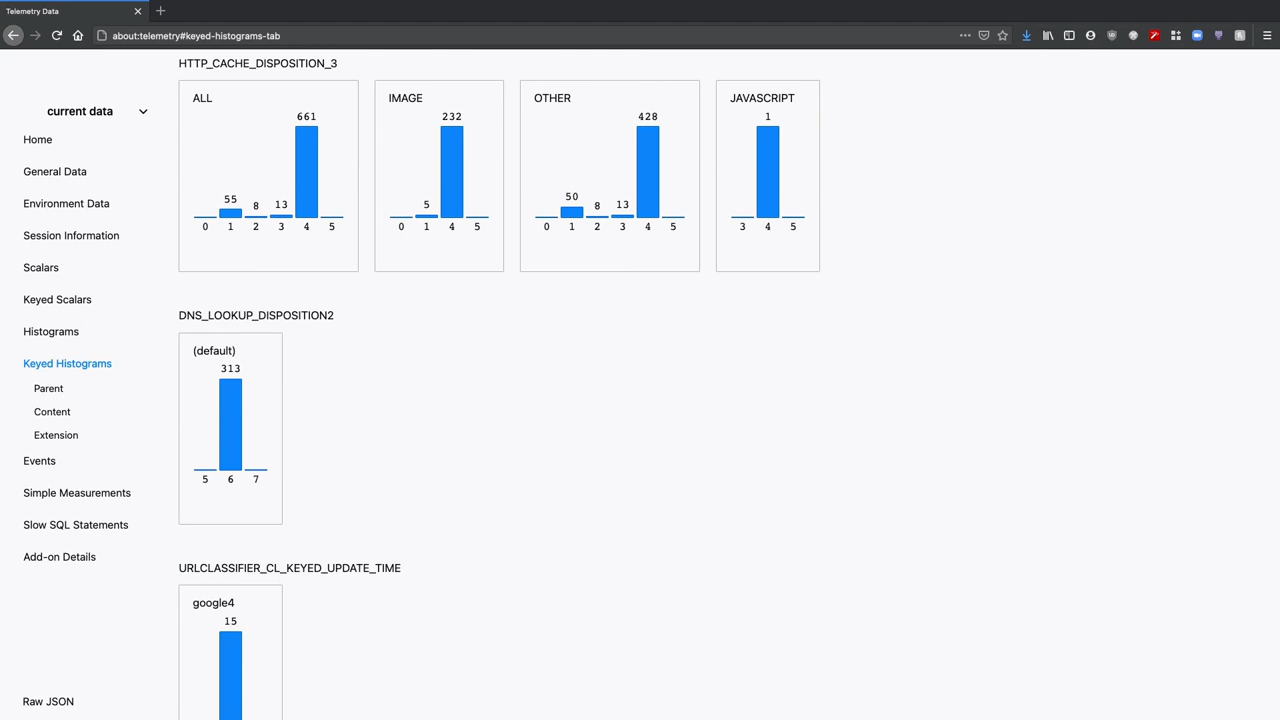 Telemetry Data
about:telemetry#keyed-histograms-tab
current data
Home
General Data
Environment Data
Session Information
Scalars
Keyed Scalars
Histograms
Keyed Histograms
Parent
Content
Extension
Events
Simple Measurements
Slow SQL Statements
Add-on Details
Raw JSON
HTTP_CACHE_DISPOSITION_3
ALL
661
55
8
13
0 1 2 3 4 5
IMAGE
232
5
0 1 4 5
OTHER
428
50
8
13
0 1 2 3 4 5
JAVASCRIPT
1
3 4 5
DNS_LOOKUP_DISPOSITION2
(default)
313
5 6 7
URLCLASSIFIER_CL_KEYED_UPDATE_TIME
google4
15